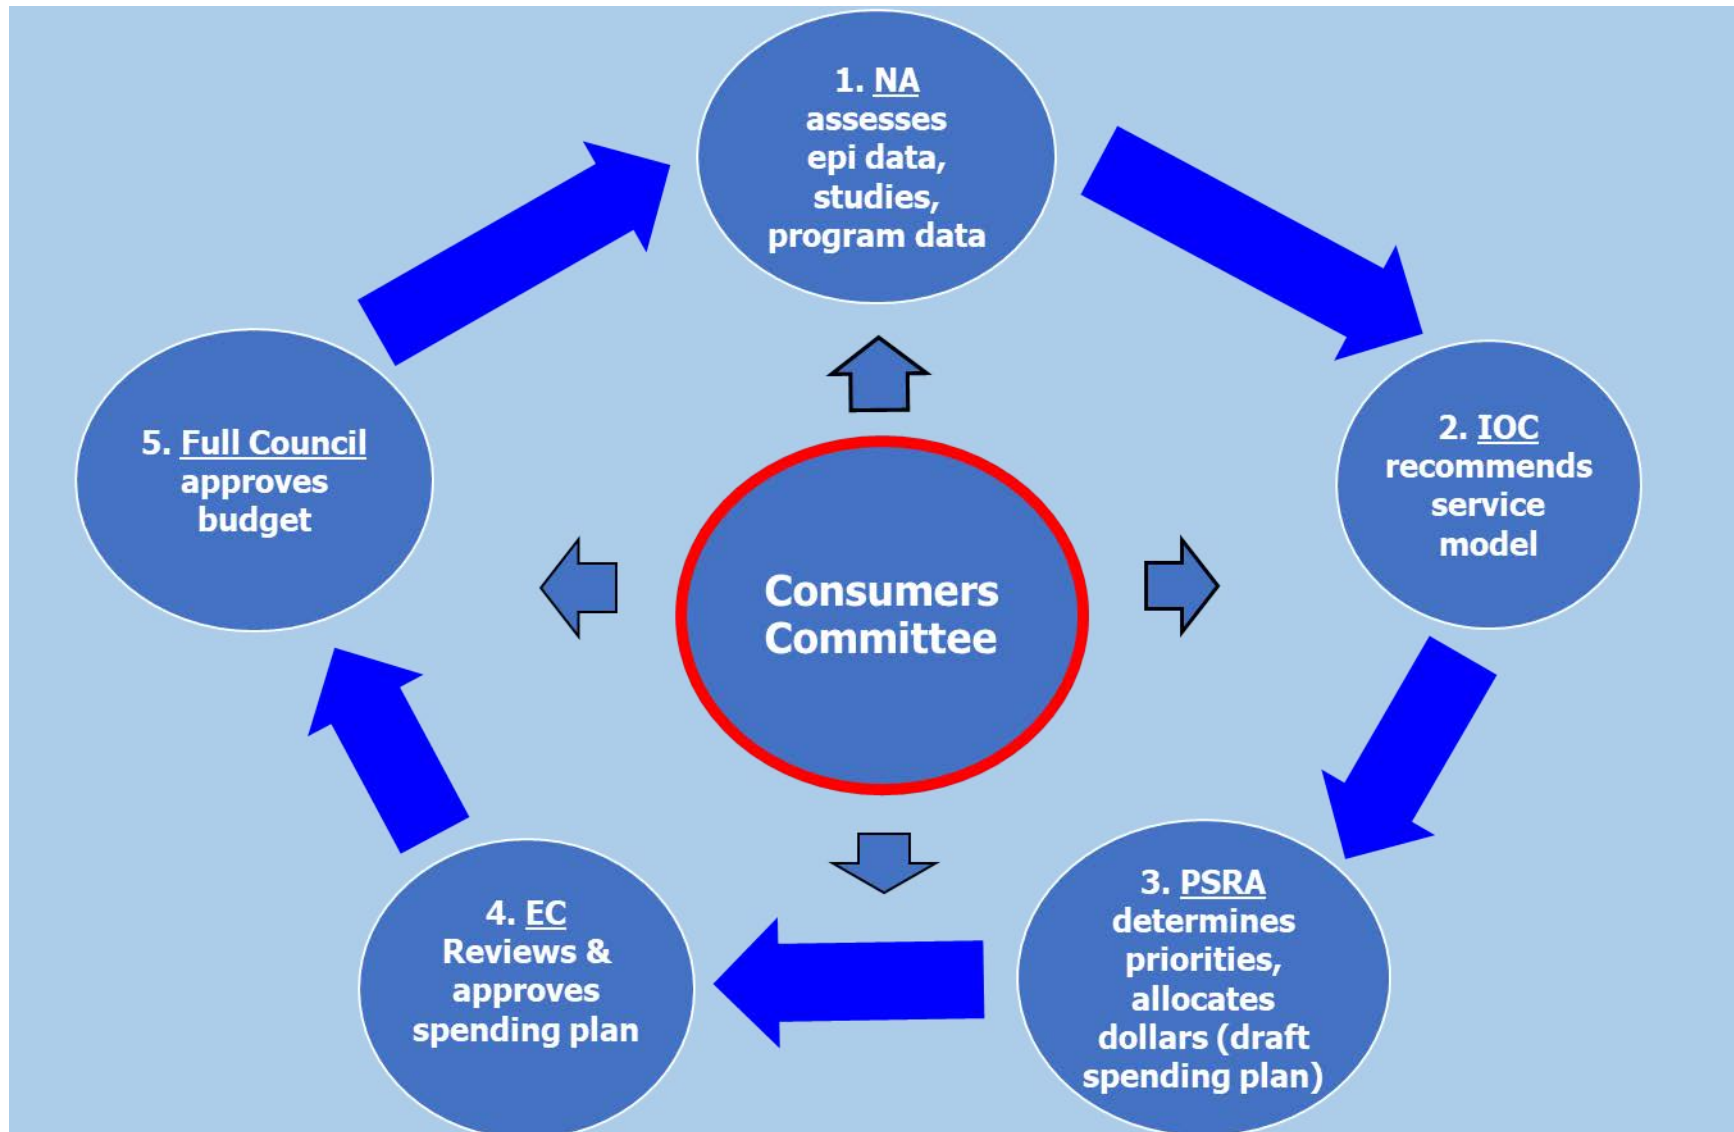 1. NA
assesses
epi data,
studies,
program data
2. IOC
recommends
service
model
3. PSRA
determines
priorities,
allocates
dollars (draft
spending plan)
4. EC
Reviews &
approves
spending plan
5. Full Council
approves
budget
Consumers
Committee